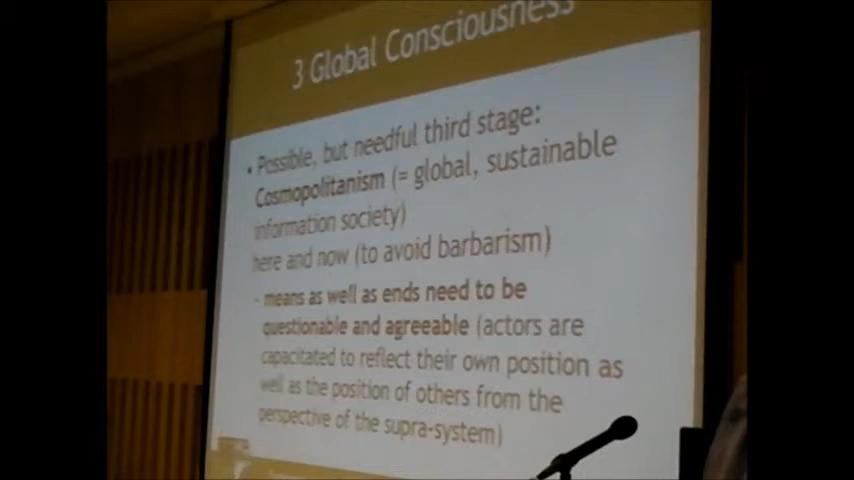 3 Global Consciousness
• Possible, but needful third stage:
Cosmopolitanism (= global, sustainable
information society)
here and now (to avoid barbarism)
– means as well as ends need to be
questionable and agreeable (actors are
capacitated to reflect their own position as
well as the position of others from the
perspective of the supra-system)